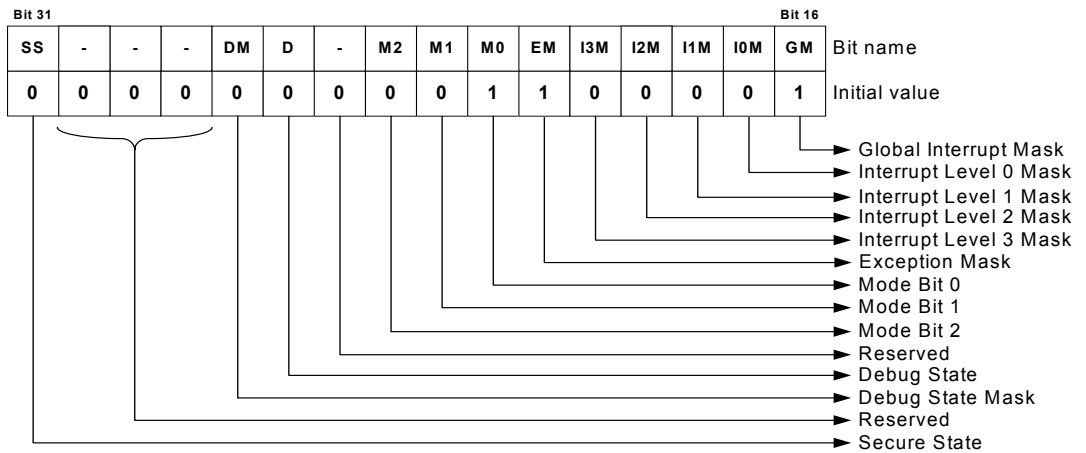 Bit 31 Bit 16
SS - - - DM D - M2 M1 M0 EM I3M I2M I1M I0M GM Bit name
0 0 0 0 0 0 0 0 0 1 1 0 0 0 0 1 Initial value
Global Interrupt Mask
Interrupt Level 0 Mask
Interrupt Level 1 Mask
Interrupt Level 2 Mask
Interrupt Level 3 Mask
Exception Mask
Mode Bit 0
Mode Bit 1
Mode Bit 2
Reserved
Debug State
Debug State Mask
Reserved
Secure State